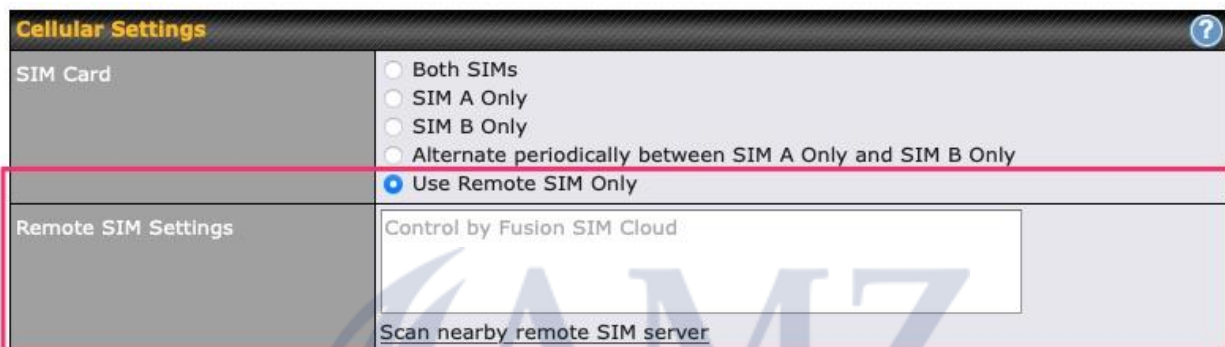 Cellular Settings
?
SIM Card
Both SIMs
SIM A Only
SIM B Only
Alternate periodically between SIM A Only and SIM B Only
Use Remote SIM Only
Remote SIM Settings
Control by Fusion SIM Cloud
Scan nearby remote SIM server
AMZ